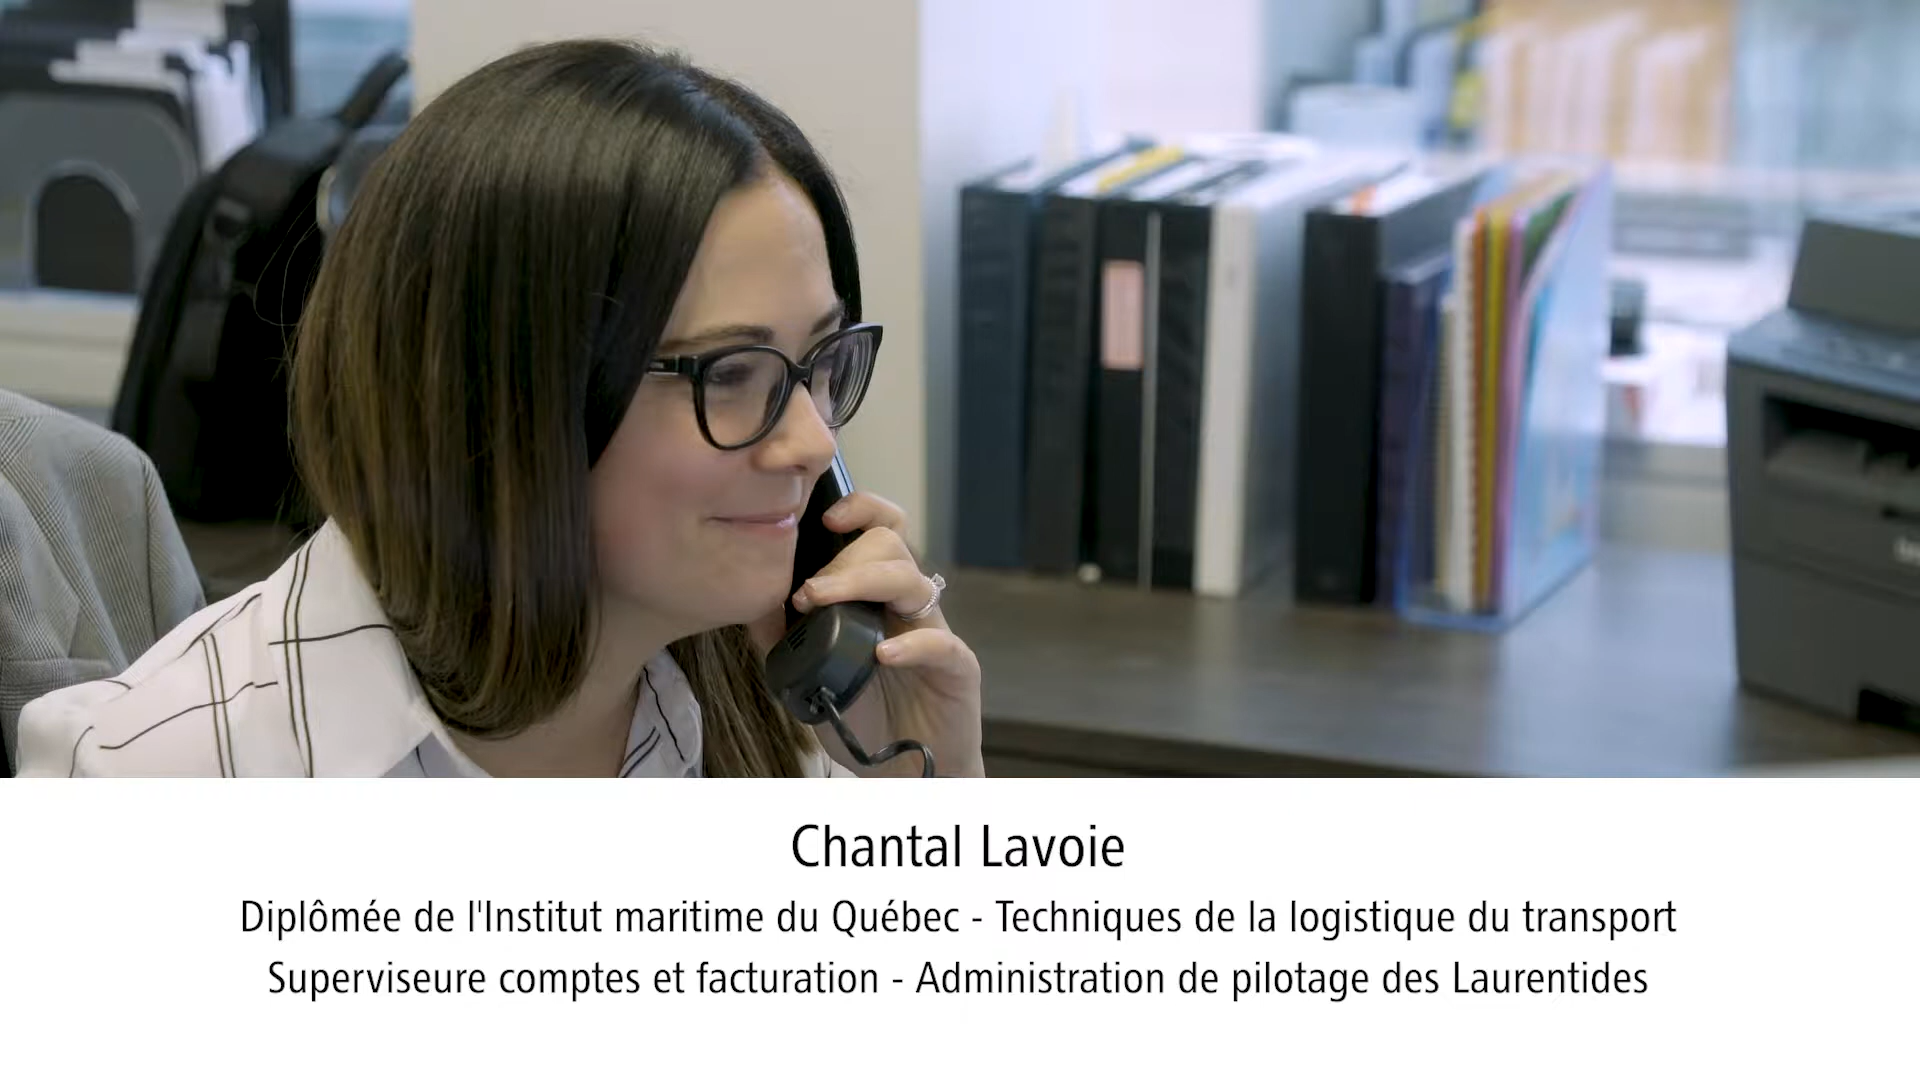 Chantal Lavoie
Diplômée de l'Institut maritime du Québec - Techniques de la logistique du transport
Superviseure comptes et facturation - Administration de pilotage des Laurentides